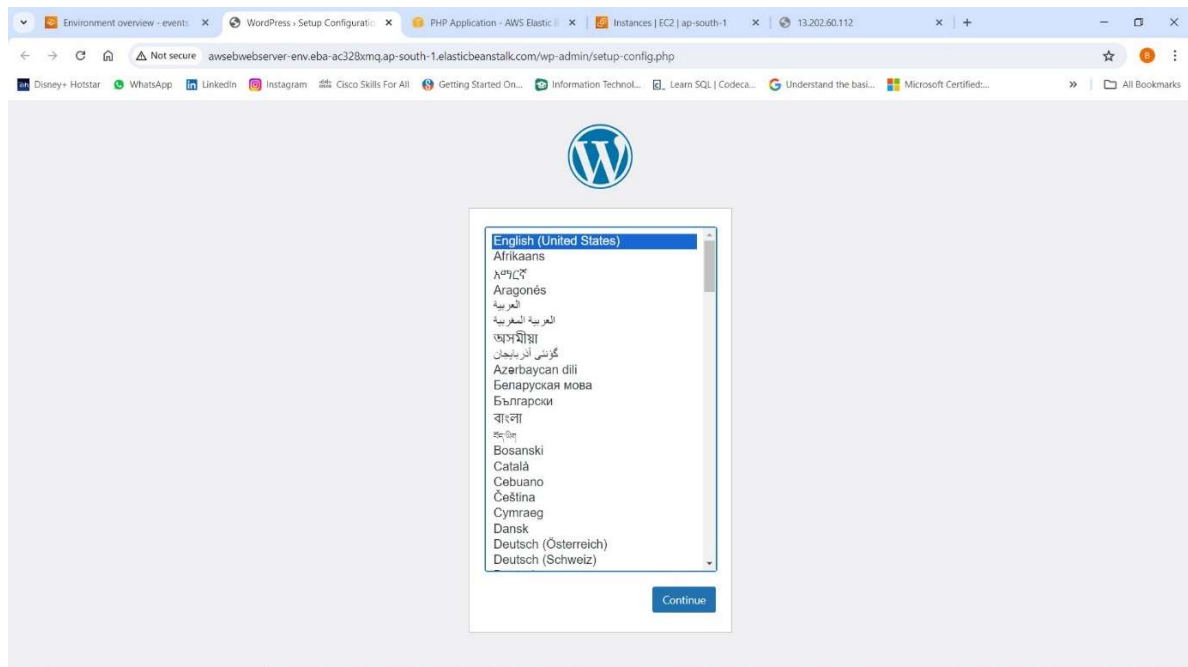 Environment overview - events
WordPress › Setup Configuratio
PHP Application - AWS Elastic
Instances | EC2 | ap-south-1
13.202.60.112
Not secure
awsebwebserver-env.eba-ac328xmq.ap-south-1.elasticbeanstalk.com/wp-admin/setup-config.php
B
Disney+ Hotstar
WhatsApp
LinkedIn
Instagram
Cisco Skills For All
Getting Started On...
Information Technol...
Learn SQL | Codeca...
Understand the basi...
Microsoft Certified:...
All Bookmarks
English (United States)
Afrikaans
አማርኛ
Aragonés
العربية
العربية المغربية
অসমীয়া
گؤنئی آذربایجان
Azərbaycan dili
Беларуская мова
Български
বাংলা
བོད་ཡིག
Bosanski
Català
Cebuano
Čeština
Cymraeg
Dansk
Deutsch (Österreich)
Deutsch (Schweiz)
Continue